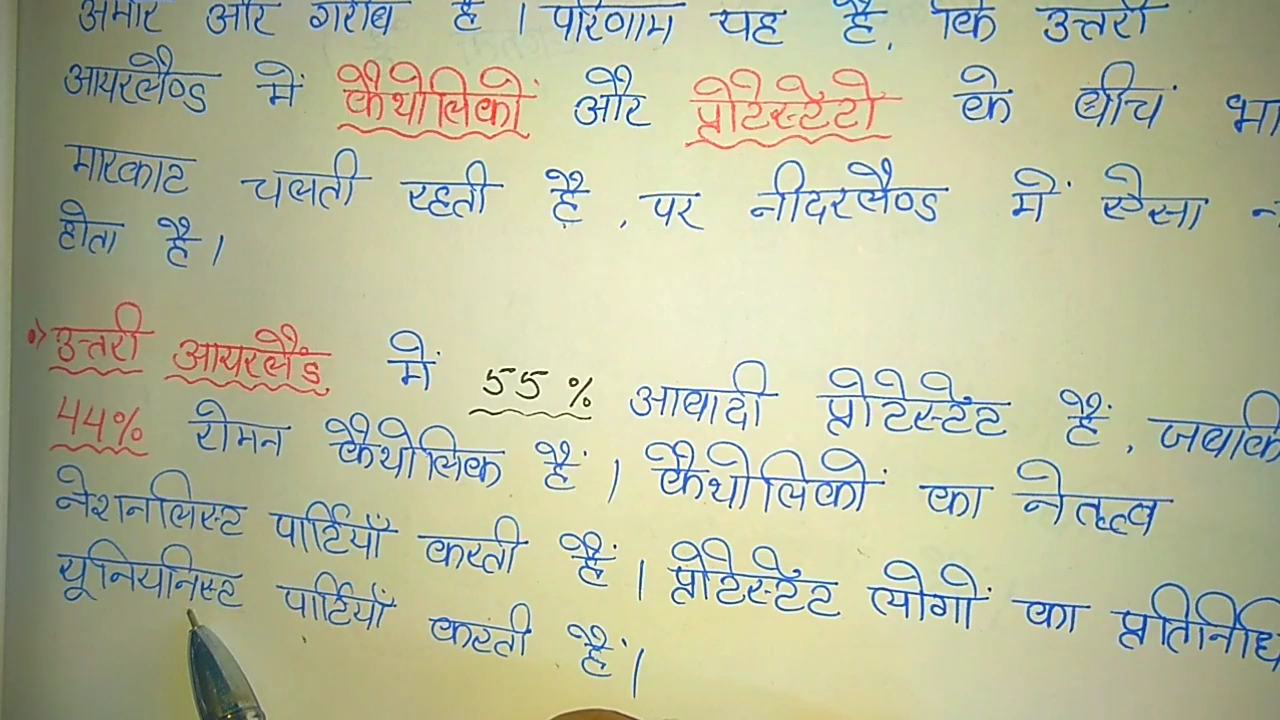 अमीर और गरीब है । परिणाम यह है, कि उत्तरी
आयरलैण्ड में कैथोलिकों और प्रोटेस्टेंटो के बीच
मारकाट चलती रहती है, पर नीदरलैण्ड में ऐसा
होता है ।
उत्तरी आयरलैंड में 55% आबादी प्रोटेस्टेंट हैं, जबकि
44% रोमन कैथोलिक हैं । कैथोलिकों का नेतृत्व
नेशनलिस्ट पार्टियाँ करती हैं । प्रोटेस्टेंट लोगों का प्रतिनिधि
यूनियनिस्ट पार्टियाँ करती हैं ।